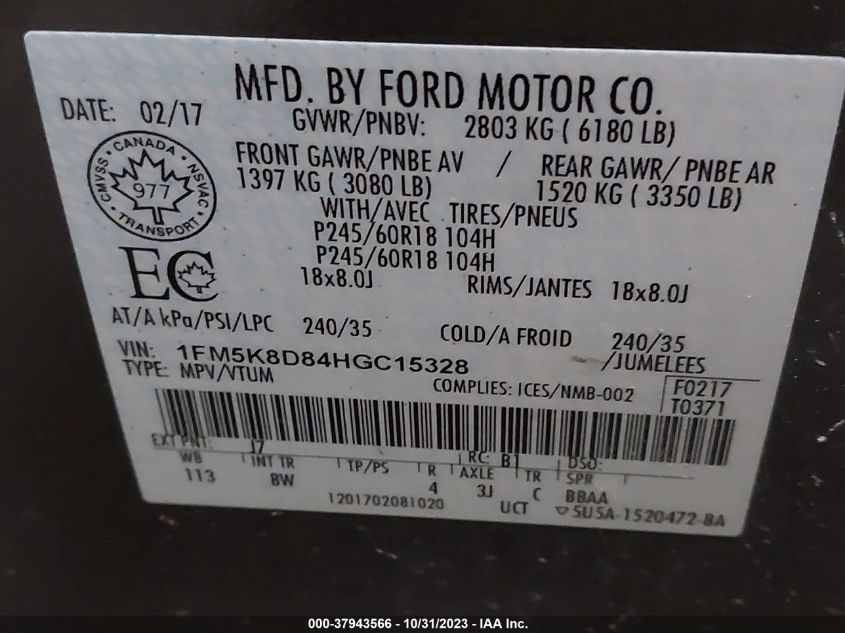 MFD. BY FORD MOTOR CO.
DATE: 02/17
GVWR/PNBV: 2803 KG ( 6180 LB)
FRONT GAWR/PNBE AV / REAR GAWR/ PNBE AR
1397 KG ( 3080 LB) 1520 KG ( 3350 LB)
CANADA
CMVSS 977 NSVAC
TRANSPORT
WITH/AVEC TIRES/PNEUS
P245/60R18 104H
P245/60R18 104H
EC
18x8.0J RIMS/JANTES 18x8.0J
AT/A kPa/PSI/LPC 240/35 COLD/A FROID 240/35
VIN: 1FM5K8D84HGC15328 /JUMELEES
TYPE: MPV/VTUM COMPLIES: ICES/NMB-002 F0217
T0371
EXT PNT: J7 RC: B1 DSO:
WB INT TR TP/PS R AXLE TR SPR
113 8W 4 3J C BBAA
1201702081020 UCT 5U5A-1520472-BA
000-37943566 - 10/31/2023 - IAA Inc.